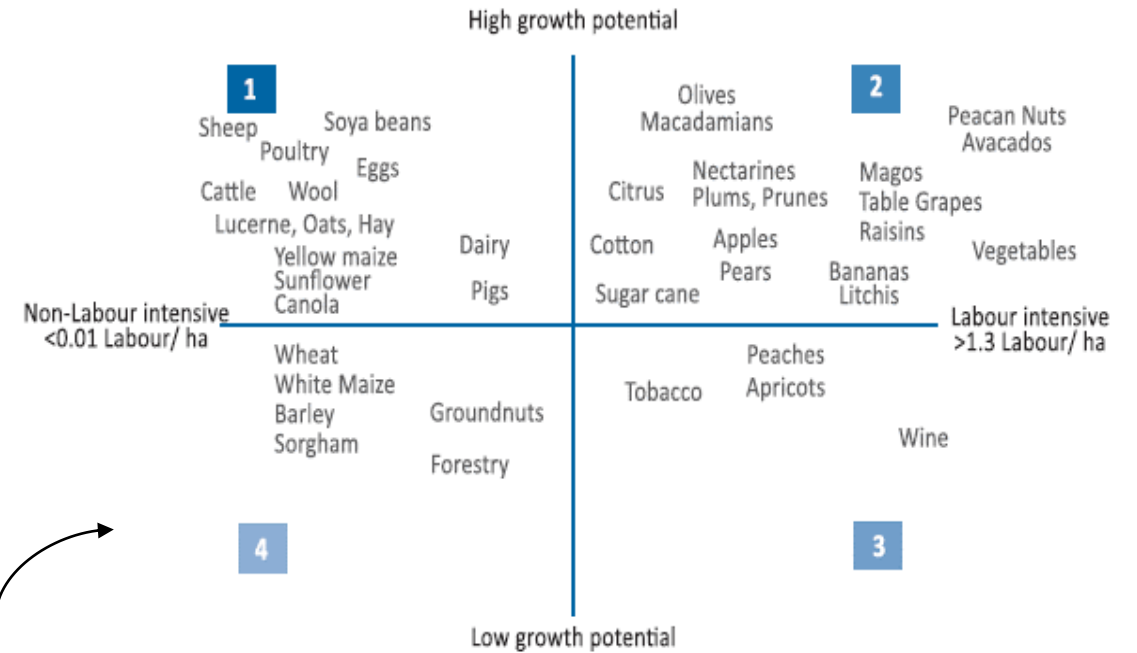 High growth potential
1
2
Olives
Macadamians
Peacan Nuts
Avacados
Sheep
Soya beans
Poultry
Eggs
Cattle
Wool
Lucerne, Oats, Hay
Yellow maize
Sunflower
Canola
Dairy
Pigs
Citrus
Nectarines
Plums, Prunes
Magos
Table Grapes
Raisins
Cotton
Apples
Pears
Vegetables
Sugar cane
Bananas
Litchis
Non-Labour intensive
<0.01 Labour/ ha
Labour intensive
>1.3 Labour/ ha
Wheat
White Maize
Barley
Sorgham
Groundnuts
Forestry
Tobacco
Peaches
Apricots
Wine
4
3
Low growth potential